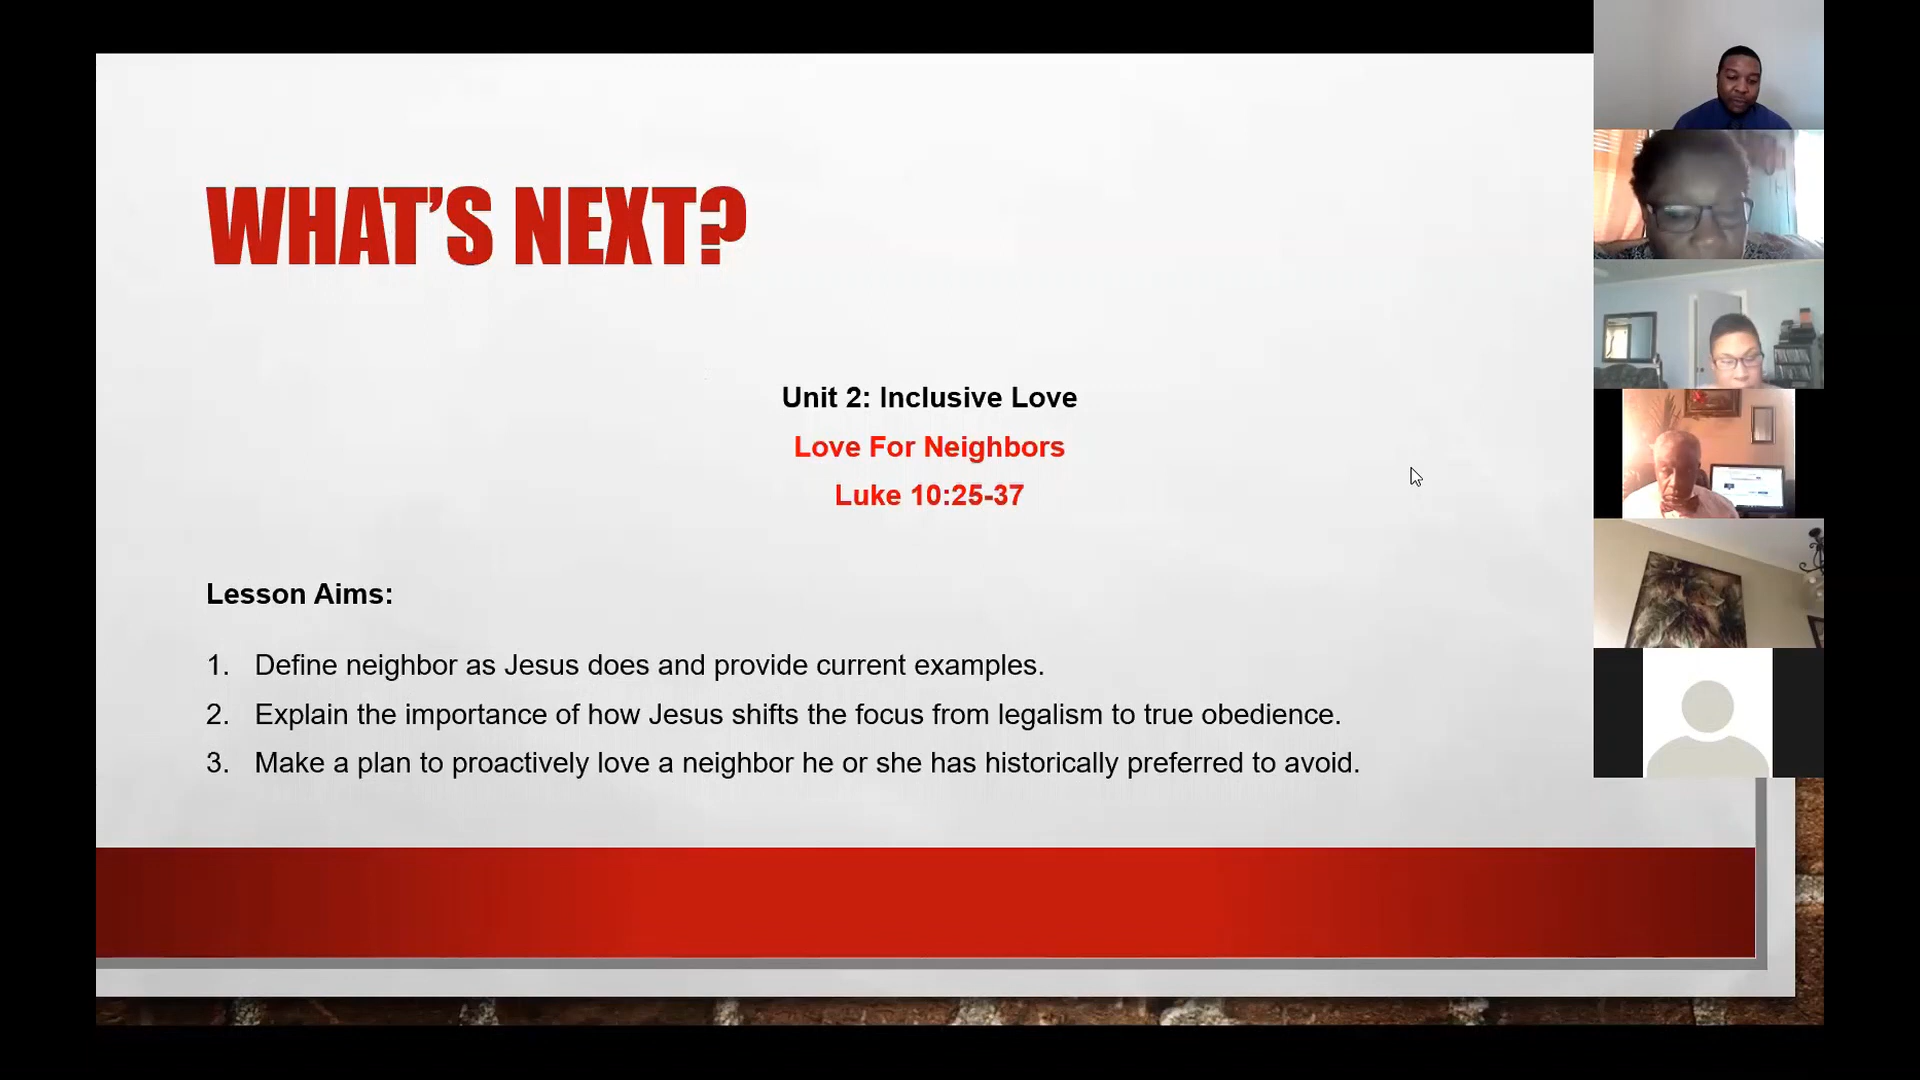 WHAT'S NEXT?
Unit 2: Inclusive Love
Love For Neighbors
Luke 10:25-37
Lesson Aims:
1. Define neighbor as Jesus does and provide current examples.
2. Explain the importance of how Jesus shifts the focus from legalism to true obedience.
3. Make a plan to proactively love a neighbor he or she has historically preferred to avoid.